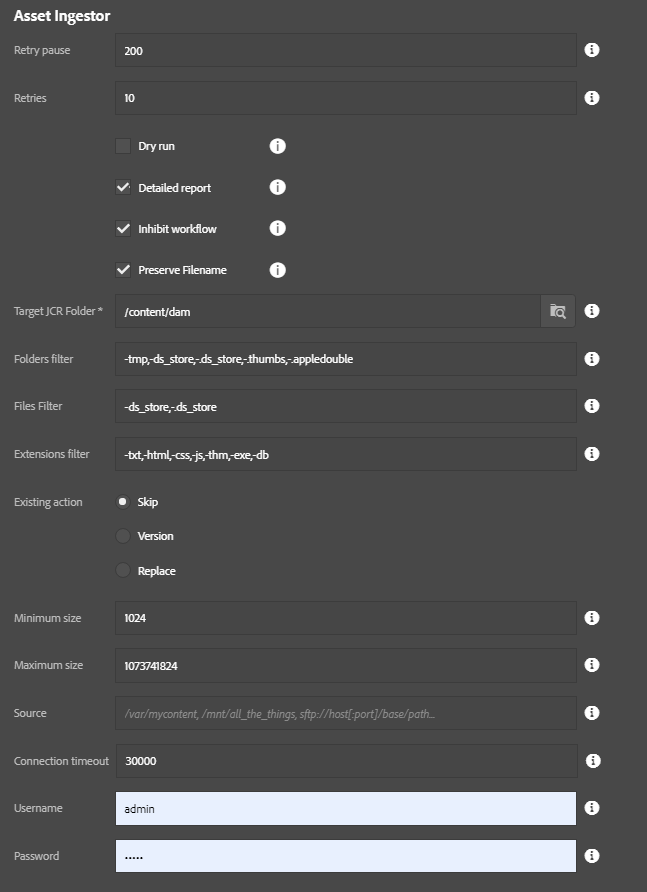 Asset Ingestor
Retry pause 200
Retries 10
Dry run
Detailed report
Inhibit workflow
Preserve Filename
Target JCR Folder * /content/dam
Folders filter -tmp,-ds_store,-.ds_store,-.thumbs,-.appledouble
Files Filter -ds_store,-.ds_store
Extensions filter -txt,-html,-css,-js,-thm,-exe,-db
Existing action Skip
Version
Replace
Minimum size 1024
Maximum size 1073741824
Source /var/mycontent, /mnt/all_the_things, sftp://host[:port]/base/path...
Connection timeout 30000
Username admin
Password •••••